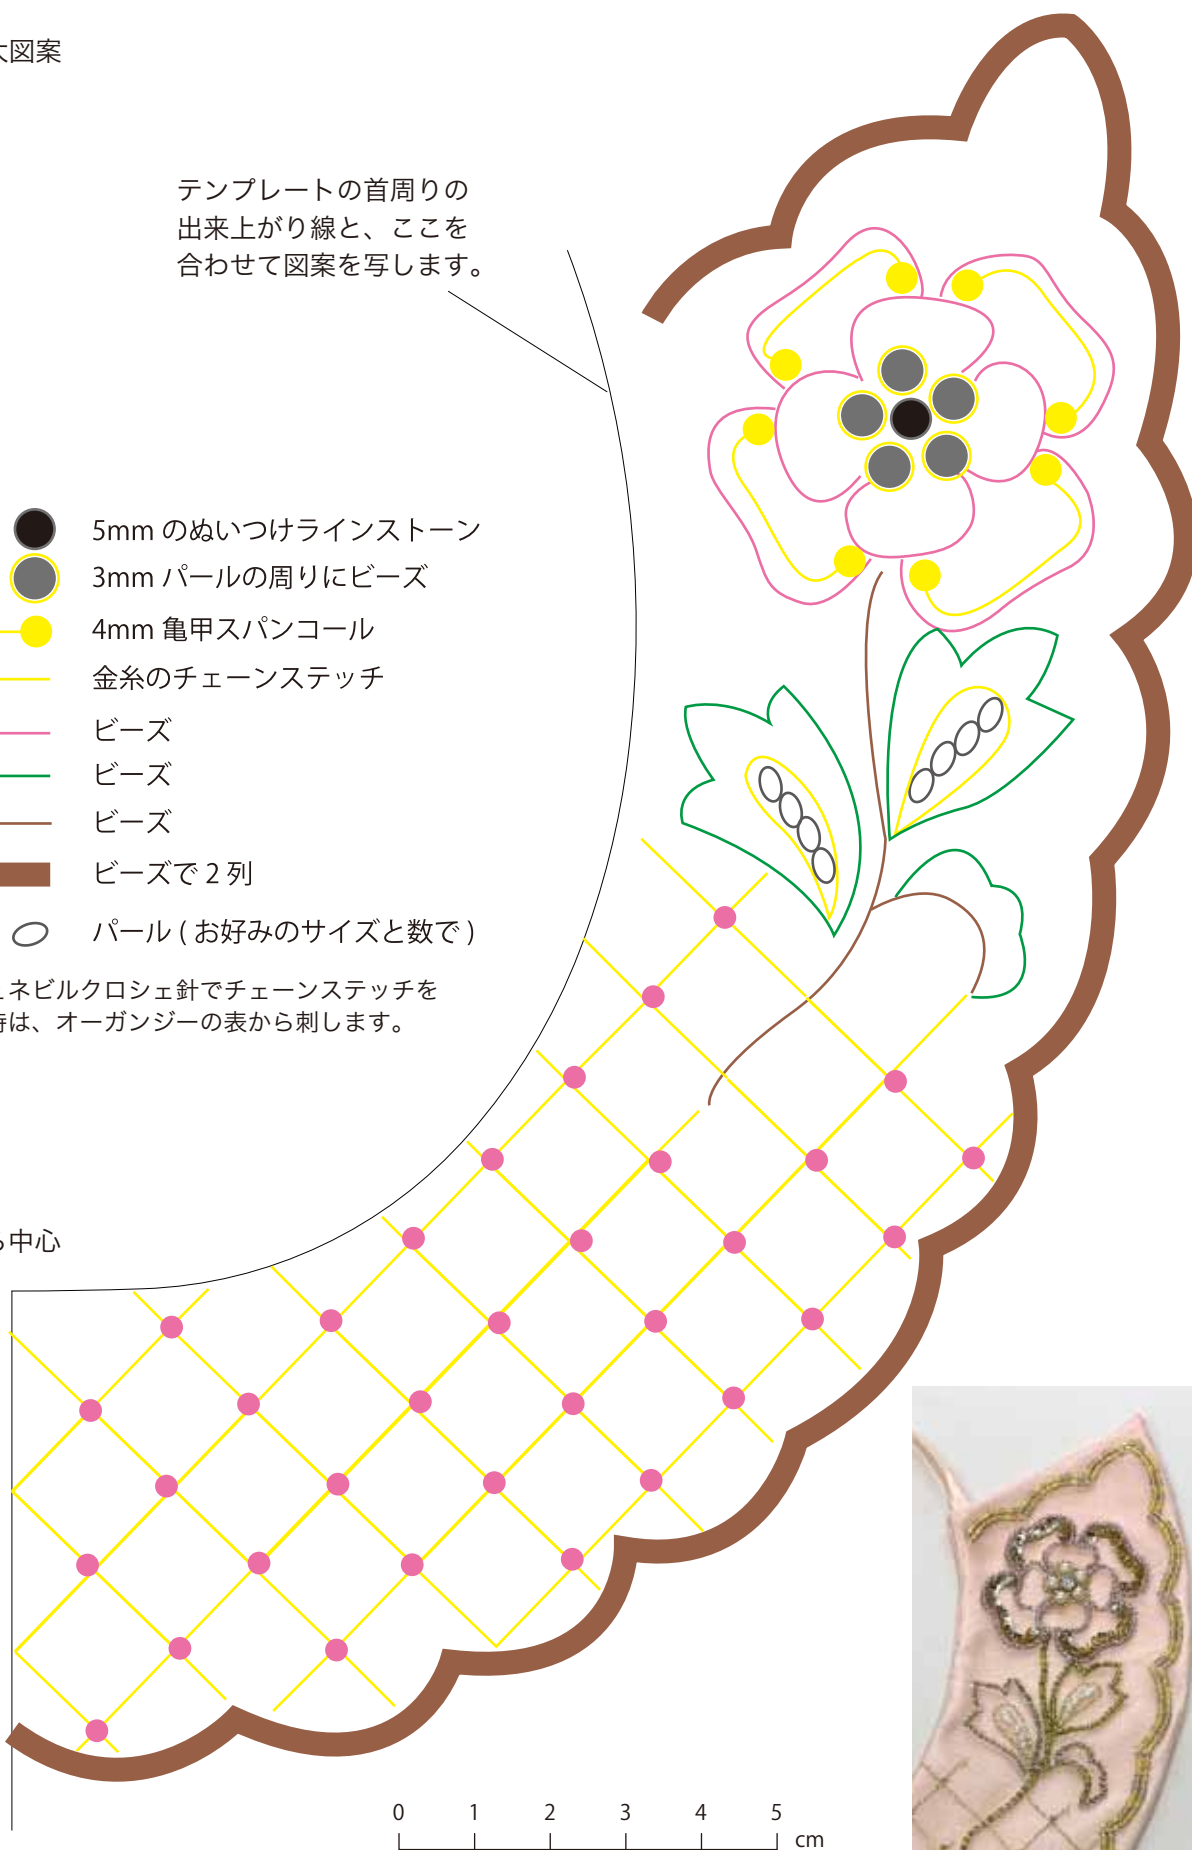 大図案
テンプレートの首周りの
出来上がり線と、ここを
合わせて図案を写します。
5mm のぬいつけラインストーン
3mm パールの周りにビーズ
4mm 亀甲スパンコール
金糸のチェーンステッチ
ビーズ
ビーズ
ビーズ
ビーズで 2 列
パール ( お好みのサイズと数で )
ュネビルクロシェ針でチェーンステッチを
時は、オーガンジーの表から刺します。
中心
0 1 2 3 4 5 cm